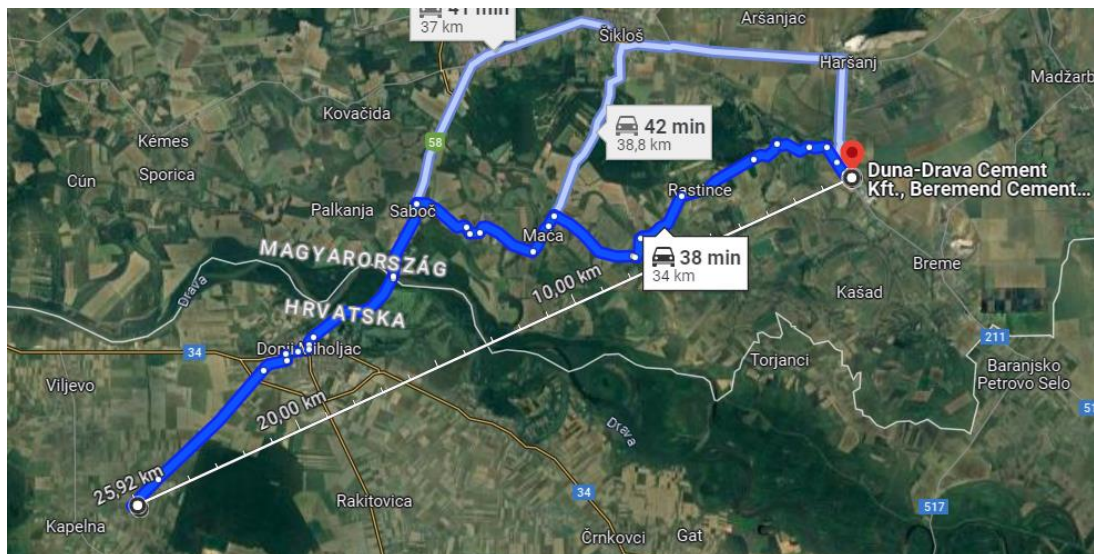 41 min
37 km
Šikloš
Aršanjac
Haršanj
Madžarb
Kovačida
Kémes
58
42 min
38,8 km
Cún
Sporica
Duna-Drava Cement
Kft., Beremend Cement...
Rastince
Palkanja
Saboč
Mača
MAGYARORSZÁG
38 min
34 km
Breme
Drava
10,00 km
Kašad
HRVATSKA
211
34
Donji Miholjac
Torjanci
Baranjsko
Petrovo Selo
Viljevo
20,00 km
51
Drava
25,92 km
Rakitovica
34
517
Kapelna
Črnkovci
Gat